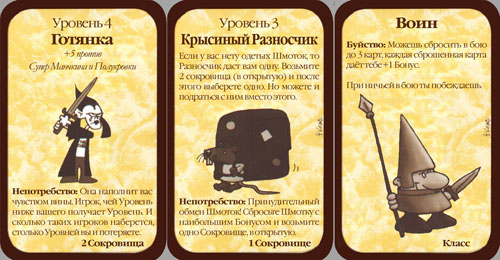 Уровень 4
Готянка
+5 против
Супер Манчкина и Полукровки
Непотребство: Она наполнит вас
чувством вины. Игрок, чей Уровень
ниже вашего получает Уровень. И
сколько таких игроков наберется,
столько Уровней вы и потеряете.
2 Сокровища
Уровень 3
Крысиный Разносчик
Если у вас нету одетых Шмоток, то
Разносчик даст вам одну. Возьмите
2 сокровища (в открытую) и после
этого выберете одно. Но можете и
подраться с ним вместо этого.
Непотребство: Принудительный
обмен Шмоток! Сбросьте Шмотку с
наибольшим Бонусом и возьмите
одно Сокровище, в открытую.
1 Сокровище
Воин
Буйство: Можешь сбросить в бою
до 3 карт, каждая сброшенная карта
даёт тебе +1 Бонус.
При ничьей в бою ты побеждаешь.
Класс